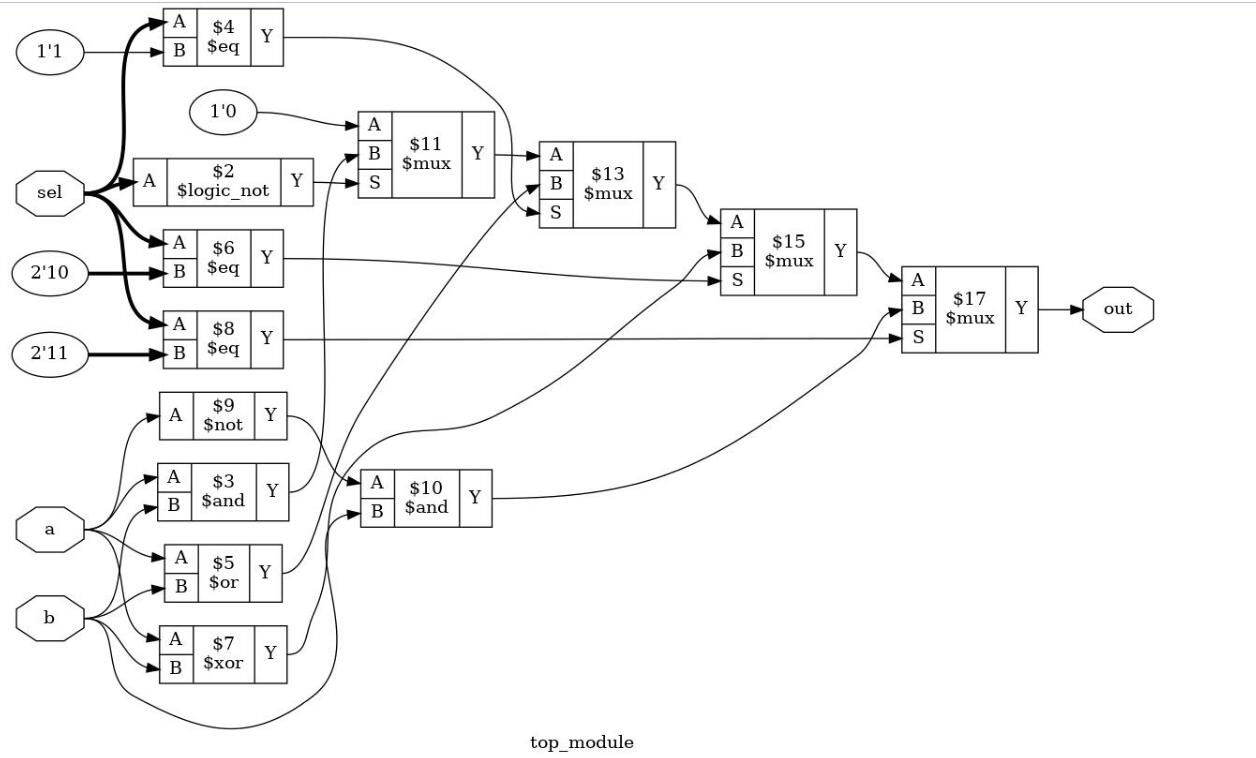 A $4 Y
1'1 B $eq
1'0 A $11 Y
B $mux
S
A $2 Y
$logic_not
A $13 Y
B $mux
S
sel
A $6 Y
2'10 B $eq
A $15 Y
B $mux
S
A $17 Y
B $mux
S
out
A $8 Y
2'11 B $eq
A $9 Y
$not
A $3 Y
B $and
A $10 Y
B $and
a
A $5 Y
B $or
b
A $7 Y
B $xor
top_module